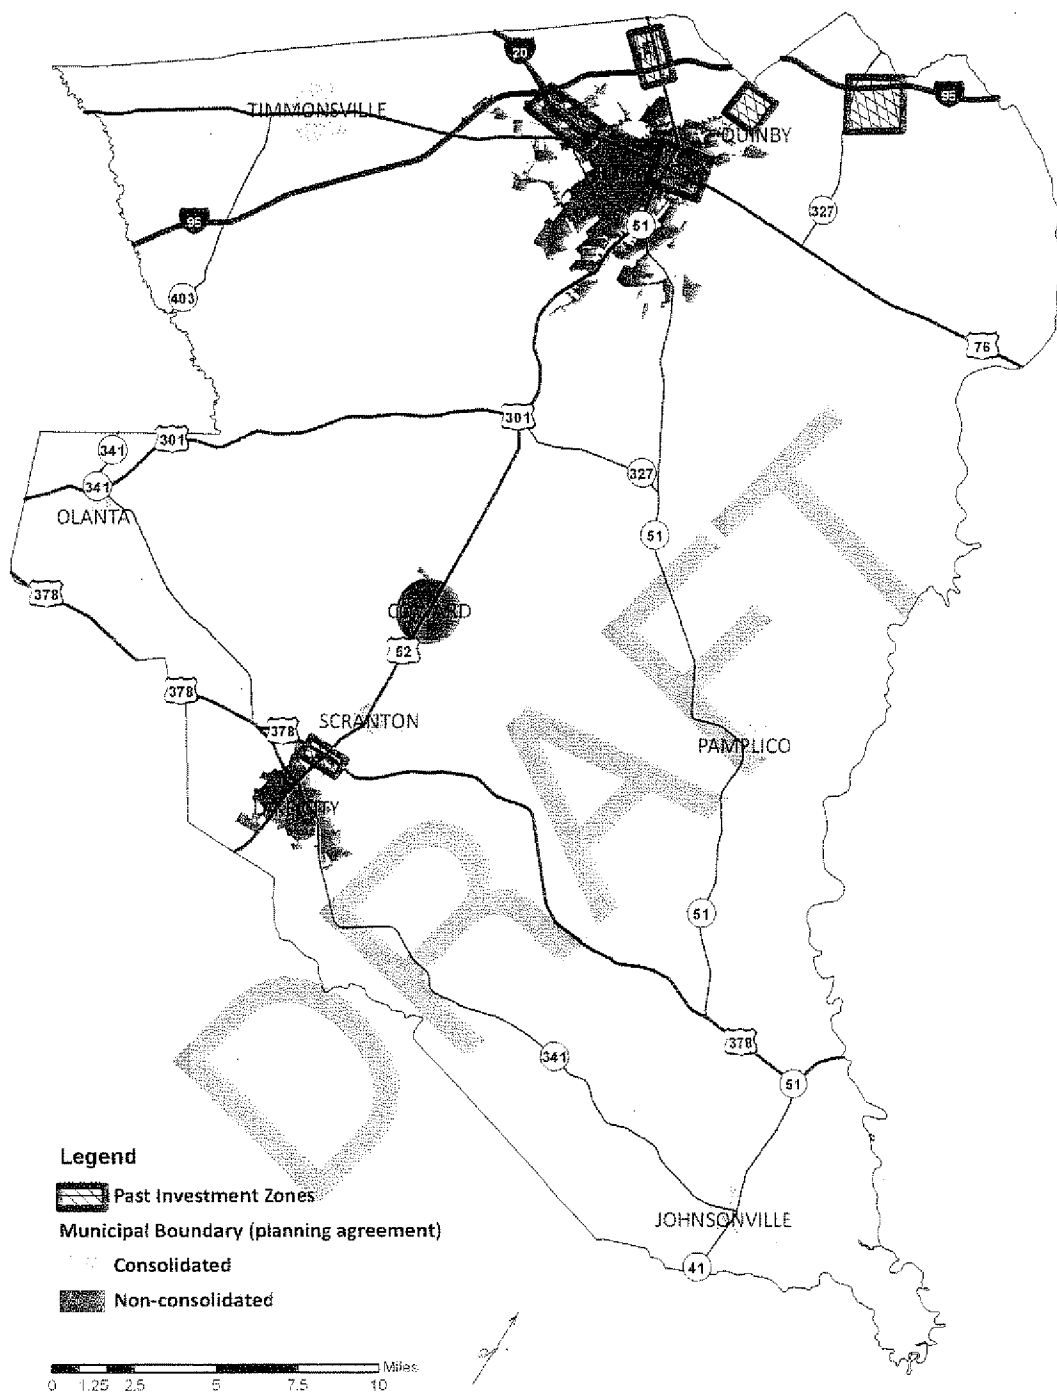 20
TIMMONSVILLE
QUINBY
95
95
327
51
403
76
301
301
341
341
327
OLANTA
51
378
52
378
SCRANTON
378
PAMPLICO
51
378
341
51
DRAFT
Legend
Past Investment Zones
Municipal Boundary (planning agreement)
Consolidated
Non-consolidated
JOHNSONVILLE
41
Miles
0 1.25 2.5 5 7.5 10